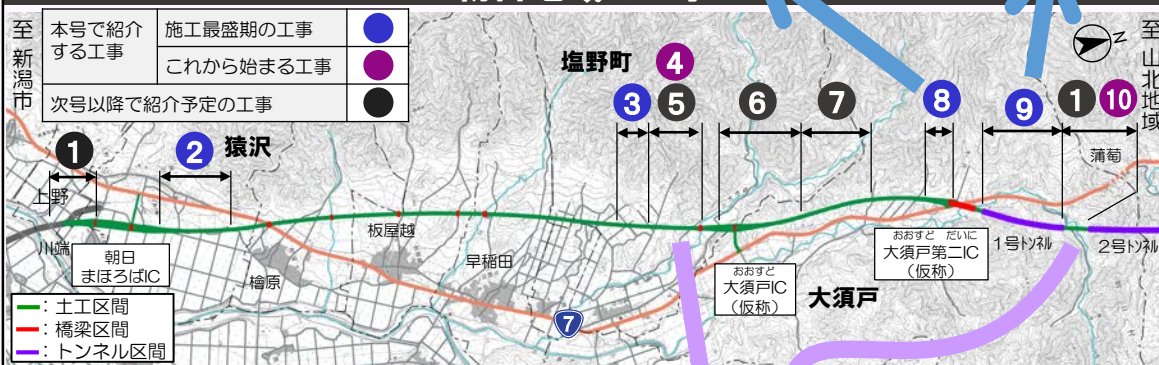 至 新潟市
本号で紹介
する工事
施工最盛期の工事
これから始まる工事
次号以降で紹介予定の工事
至 山北地域
N
塩野町
4
3
5
6
7
8
9
1
10
蒲萄
1
2
猿沢
上野
川端
朝日
まほろばIC
檜原
板屋越
早稲田
7
おおすど
大須戸IC
(仮称)
大須戸
おおすど だいに
大須戸第二IC
(仮称)
1号トンネル
2号トンネル
:土工区間
:橋梁区間
:トンネル区間